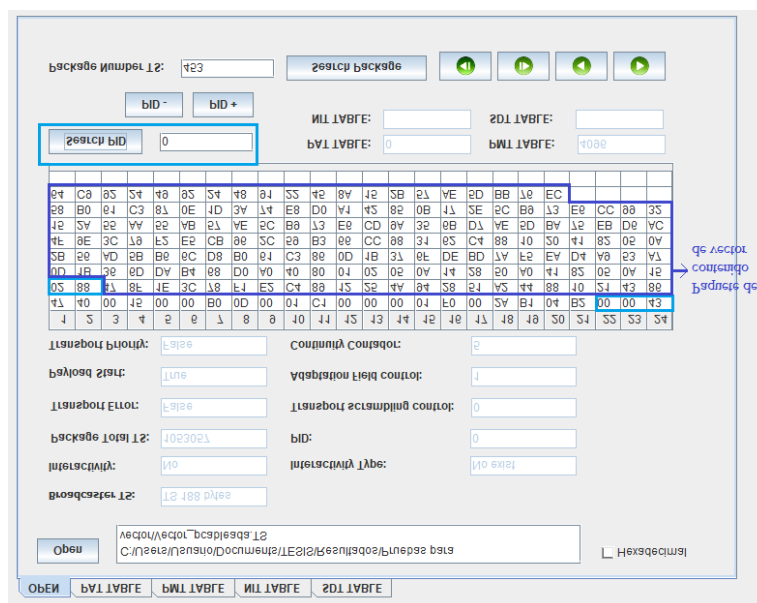 OPEN PAT TABLE PMT TABLE NIT TABLE SDT TABLE
Open C:\Users\Usuario\Documents\TESIS\Resultados\Pruebas para
vector\Vector_pcableada.TS
Hexadecimal
Broadcaster TS: TS 188 bytes
Interactivity: No Interactivity Type: No exist
Package Total TS: 1053057 PID: 0
Transport Error: False Transport scrambling control: 0
Payload Start: True Adaptation Field control: 1
Transport Priority: False Continuity Contador: 5
1 2 3 4 5 6 7 8 9 10 11 12 13 14 15 16 17 18 19 20 21 22 23 24
47 40 00 15 00 00 B0 0D 00 01 C1 00 00 00 01 F0 00 2A B1 04 B2 00 00 43
02 88 47 8F 1E 3C 78 F1 E2 C4 89 12 25 4A 94 28 51 A2 44 88 10 21 43 86
0D 1B 36 6D DA B4 68 D0 A0 40 80 01 02 05 0A 14 28 50 A0 41 82 05 0A 15
2B 56 AD 5B B6 6C D8 B0 61 C3 86 0D 1B 37 6F DE BD 7A F5 EA D4 A9 53 A7
4F 9E 3C 79 F2 E5 CB 96 2C 59 B3 66 CC 98 31 62 C4 88 10 20 41 82 05 0A
15 2A 55 AA 55 AB 57 AE 5C B9 73 E6 CD 9A 35 6B D7 AE 5D BA 75 EB D6 AC
58 B0 61 C3 87 0E 1D 3A 74 E8 D0 A1 42 85 0B 17 2E 5C B9 73 E6 CC 99 32
64 C9 92 24 49 92 24 48 91 22 45 8A 15 2B 57 AE 5D BB 76 EC
Paquete de
contenido
de vector
Search PID 0 PAT TABLE: 0 PMT TABLE: 4096
NIT TABLE: SDT TABLE:
PID - PID +
Package Number TS: 453 Search Package